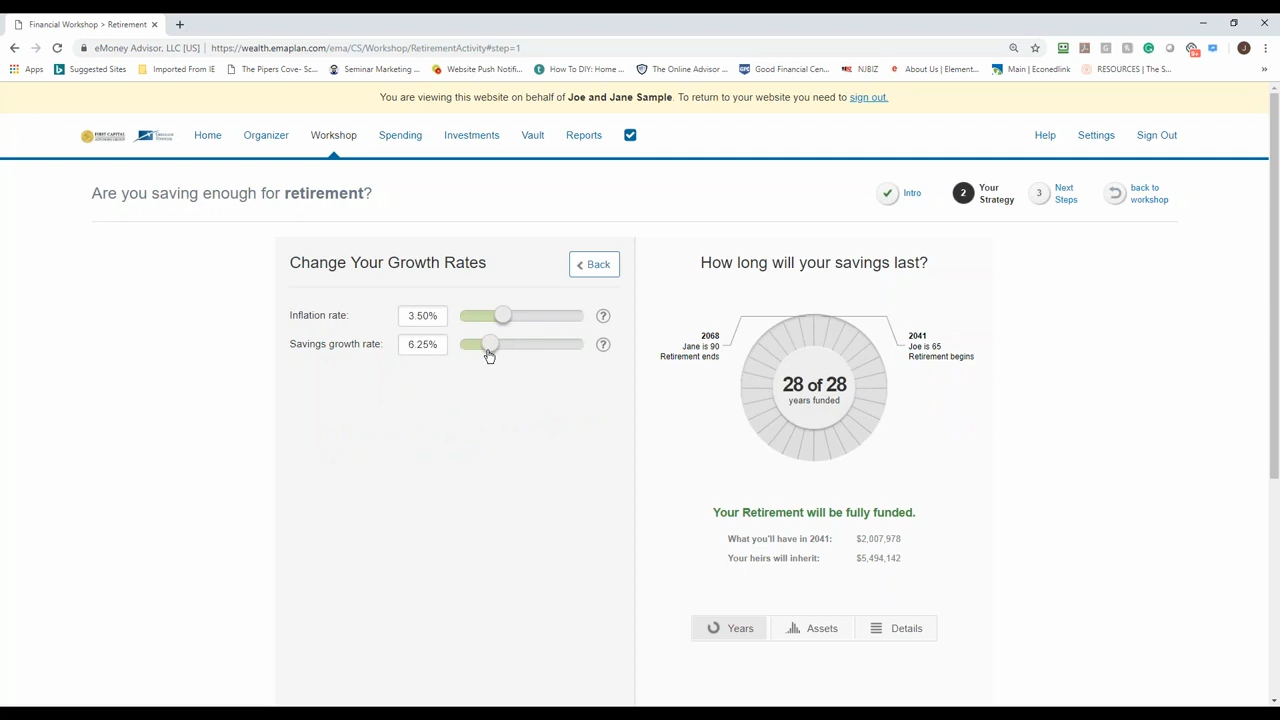 Financial Workshop > Retirement
eMoney Advisor, LLC [US] | https://wealth.emaplan.com/ema/CS/Workshop/RetirementActivity#step=1
J
9+
Apps Suggested Sites Imported From IE The Pipers Cove- Sc... Seminar Marketing ... Website Push Notifi... How To DIY: Home ... The Online Advisor ... Good Financial Cen... NJBIZ About Us | Element... Main | Econedlink RESOURCES | The S... »
You are viewing this website on behalf of Joe and Jane Sample. To return to your website you need to sign out.
FIRST CAPITAL
Home Organizer Workshop Spending Investments Vault Reports Help Settings Sign Out
Are you saving enough for retirement?
Intro
2 Your Strategy
3 Next Steps
back to workshop
Change Your Growth Rates
Back
Inflation rate: 3.50% ?
Savings growth rate: 6.25% ?
How long will your savings last?
2068
Jane is 90
Retirement ends
2041
Joe is 65
Retirement begins
28 of 28
years funded
Your Retirement will be fully funded.
What you'll have in 2041: $2,007,978
Your heirs will inherit: $5,494,142
Years Assets Details